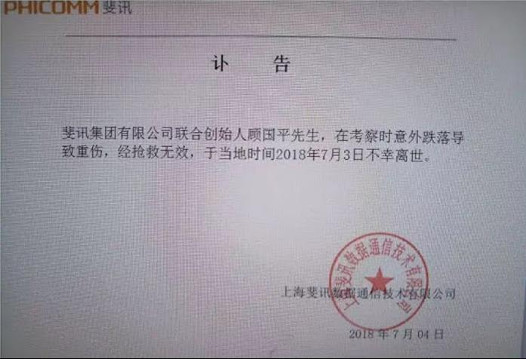 PHICOMM 斐讯
讣 告
斐讯集团有限公司联合创始人顾国平先生，在考察时意外跌落导
致重伤，经抢救无效，于当地时间2018年7月3日不幸离世。
上海斐讯数据通信技术有限公司
上海斐讯数据通信技术有限公司
2018 年 7 月 04 日